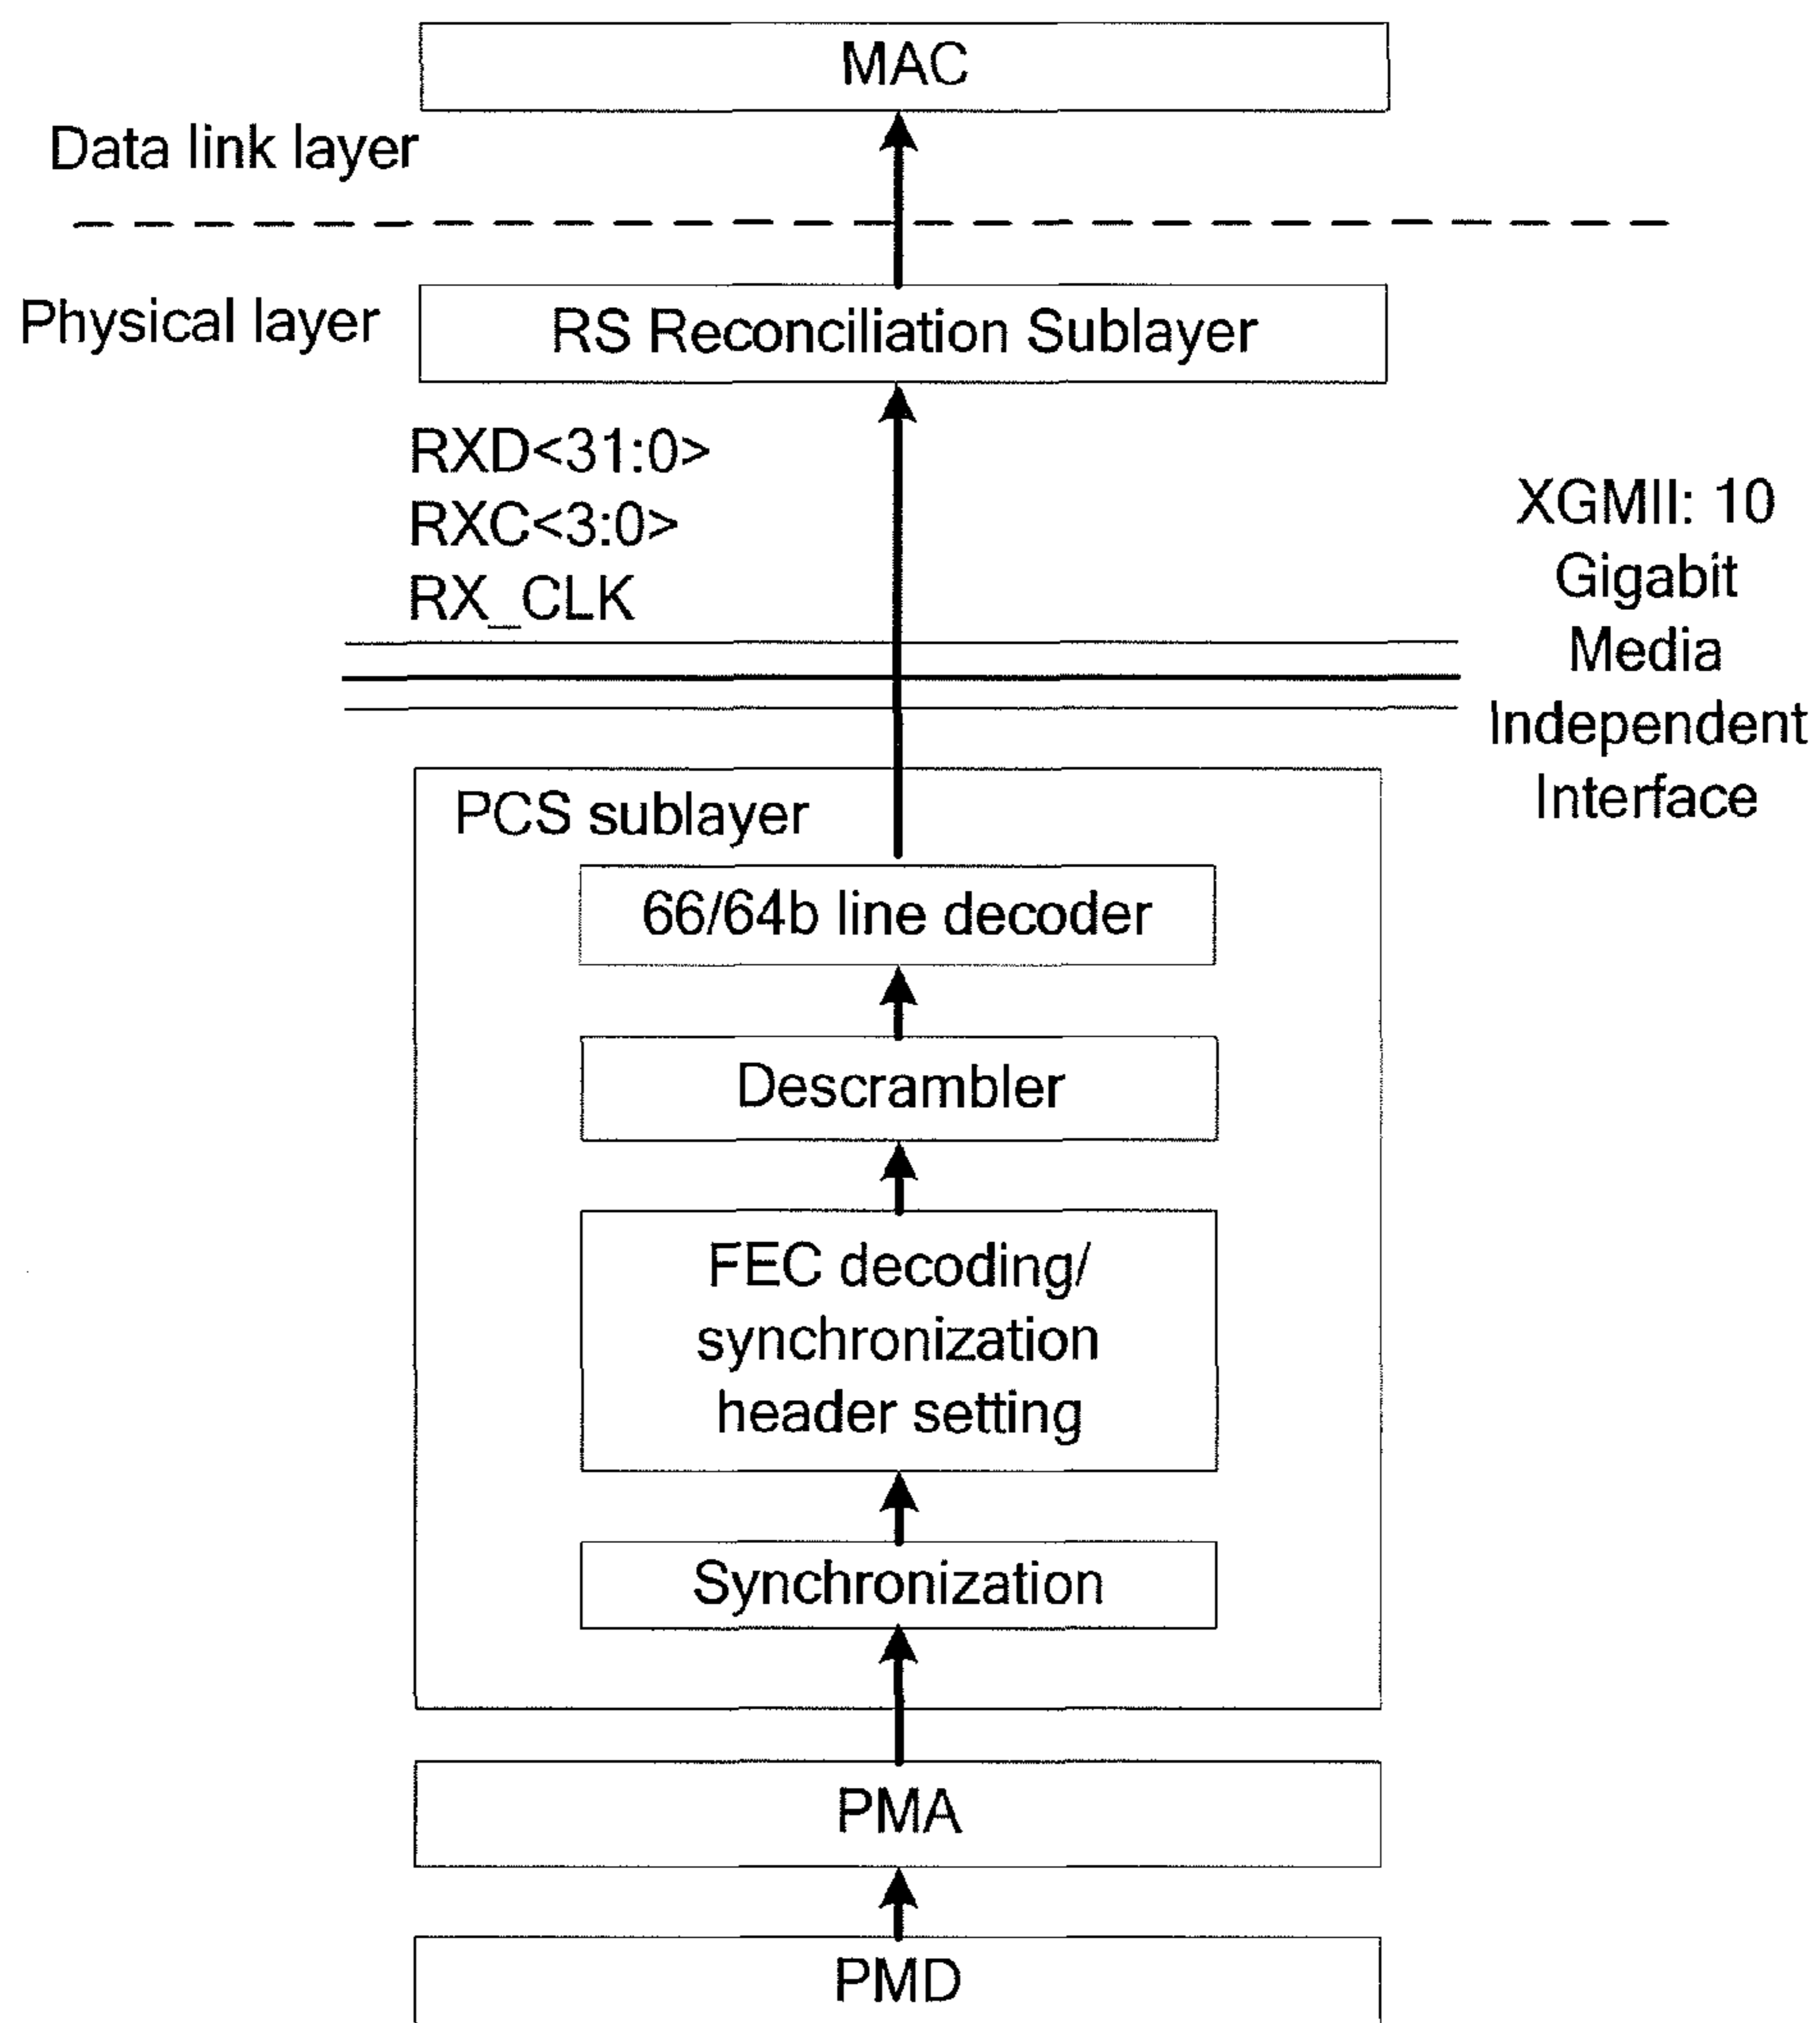 MAC
Data link layer
Physical layer
RS Reconciliation Sublayer
RXD<31:0>
RXC<3:0>
RX_CLK
XGMII: 10
Gigabit
Media
Independent
Interface
PCS sublayer
66/64b line decoder
Descrambler
FEC decoding/
synchronization
header setting
Synchronization
PMA
PMD